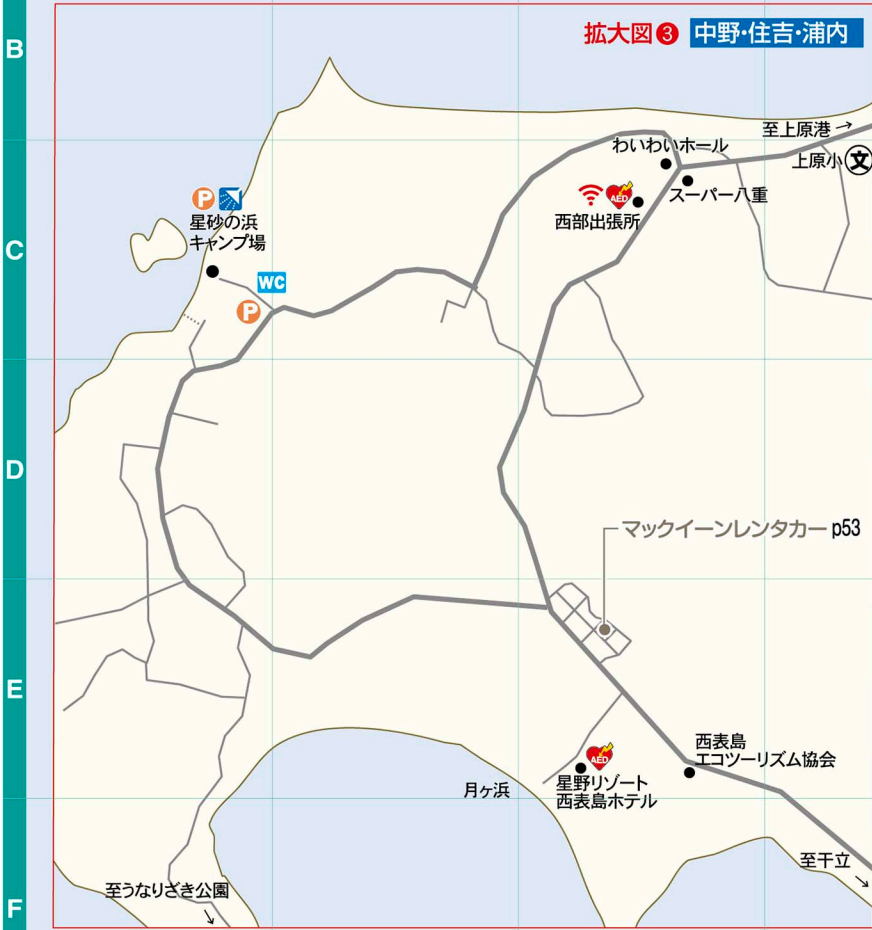 B
拡大図❸ 中野・住吉・浦内
至上原港→
わいわいホール
上原小 文
スーパー八重
AED
西部出張所
P
星砂の浜
キャンプ場
C
WC
P
D
マックイーンレンタカー p53
E
西表島
エコツーリズム協会
AED
星野リゾート
西表島ホテル
月ヶ浜
至干立
→
至うなりざき公園
→
F